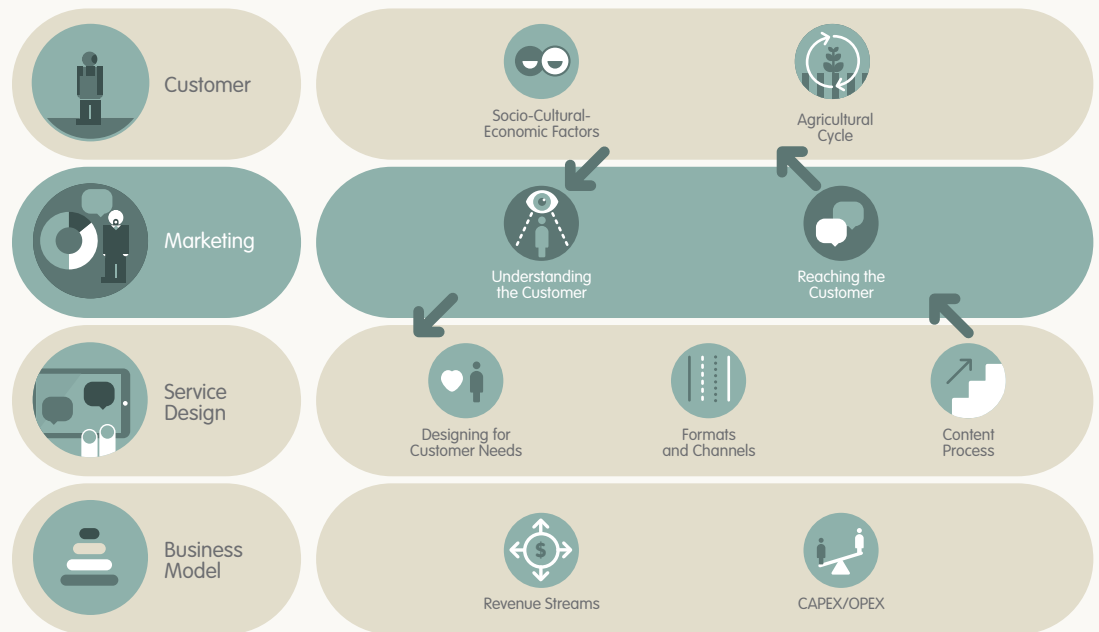 Customer
Socio-Cultural-
Economic Factors
Agricultural
Cycle
Marketing
Understanding
the Customer
Reaching the
Customer
Service
Design
Designing for
Customer Needs
Formats
and Channels
Content
Process
Business
Model
$
Revenue Streams
CAPEX/OPEX